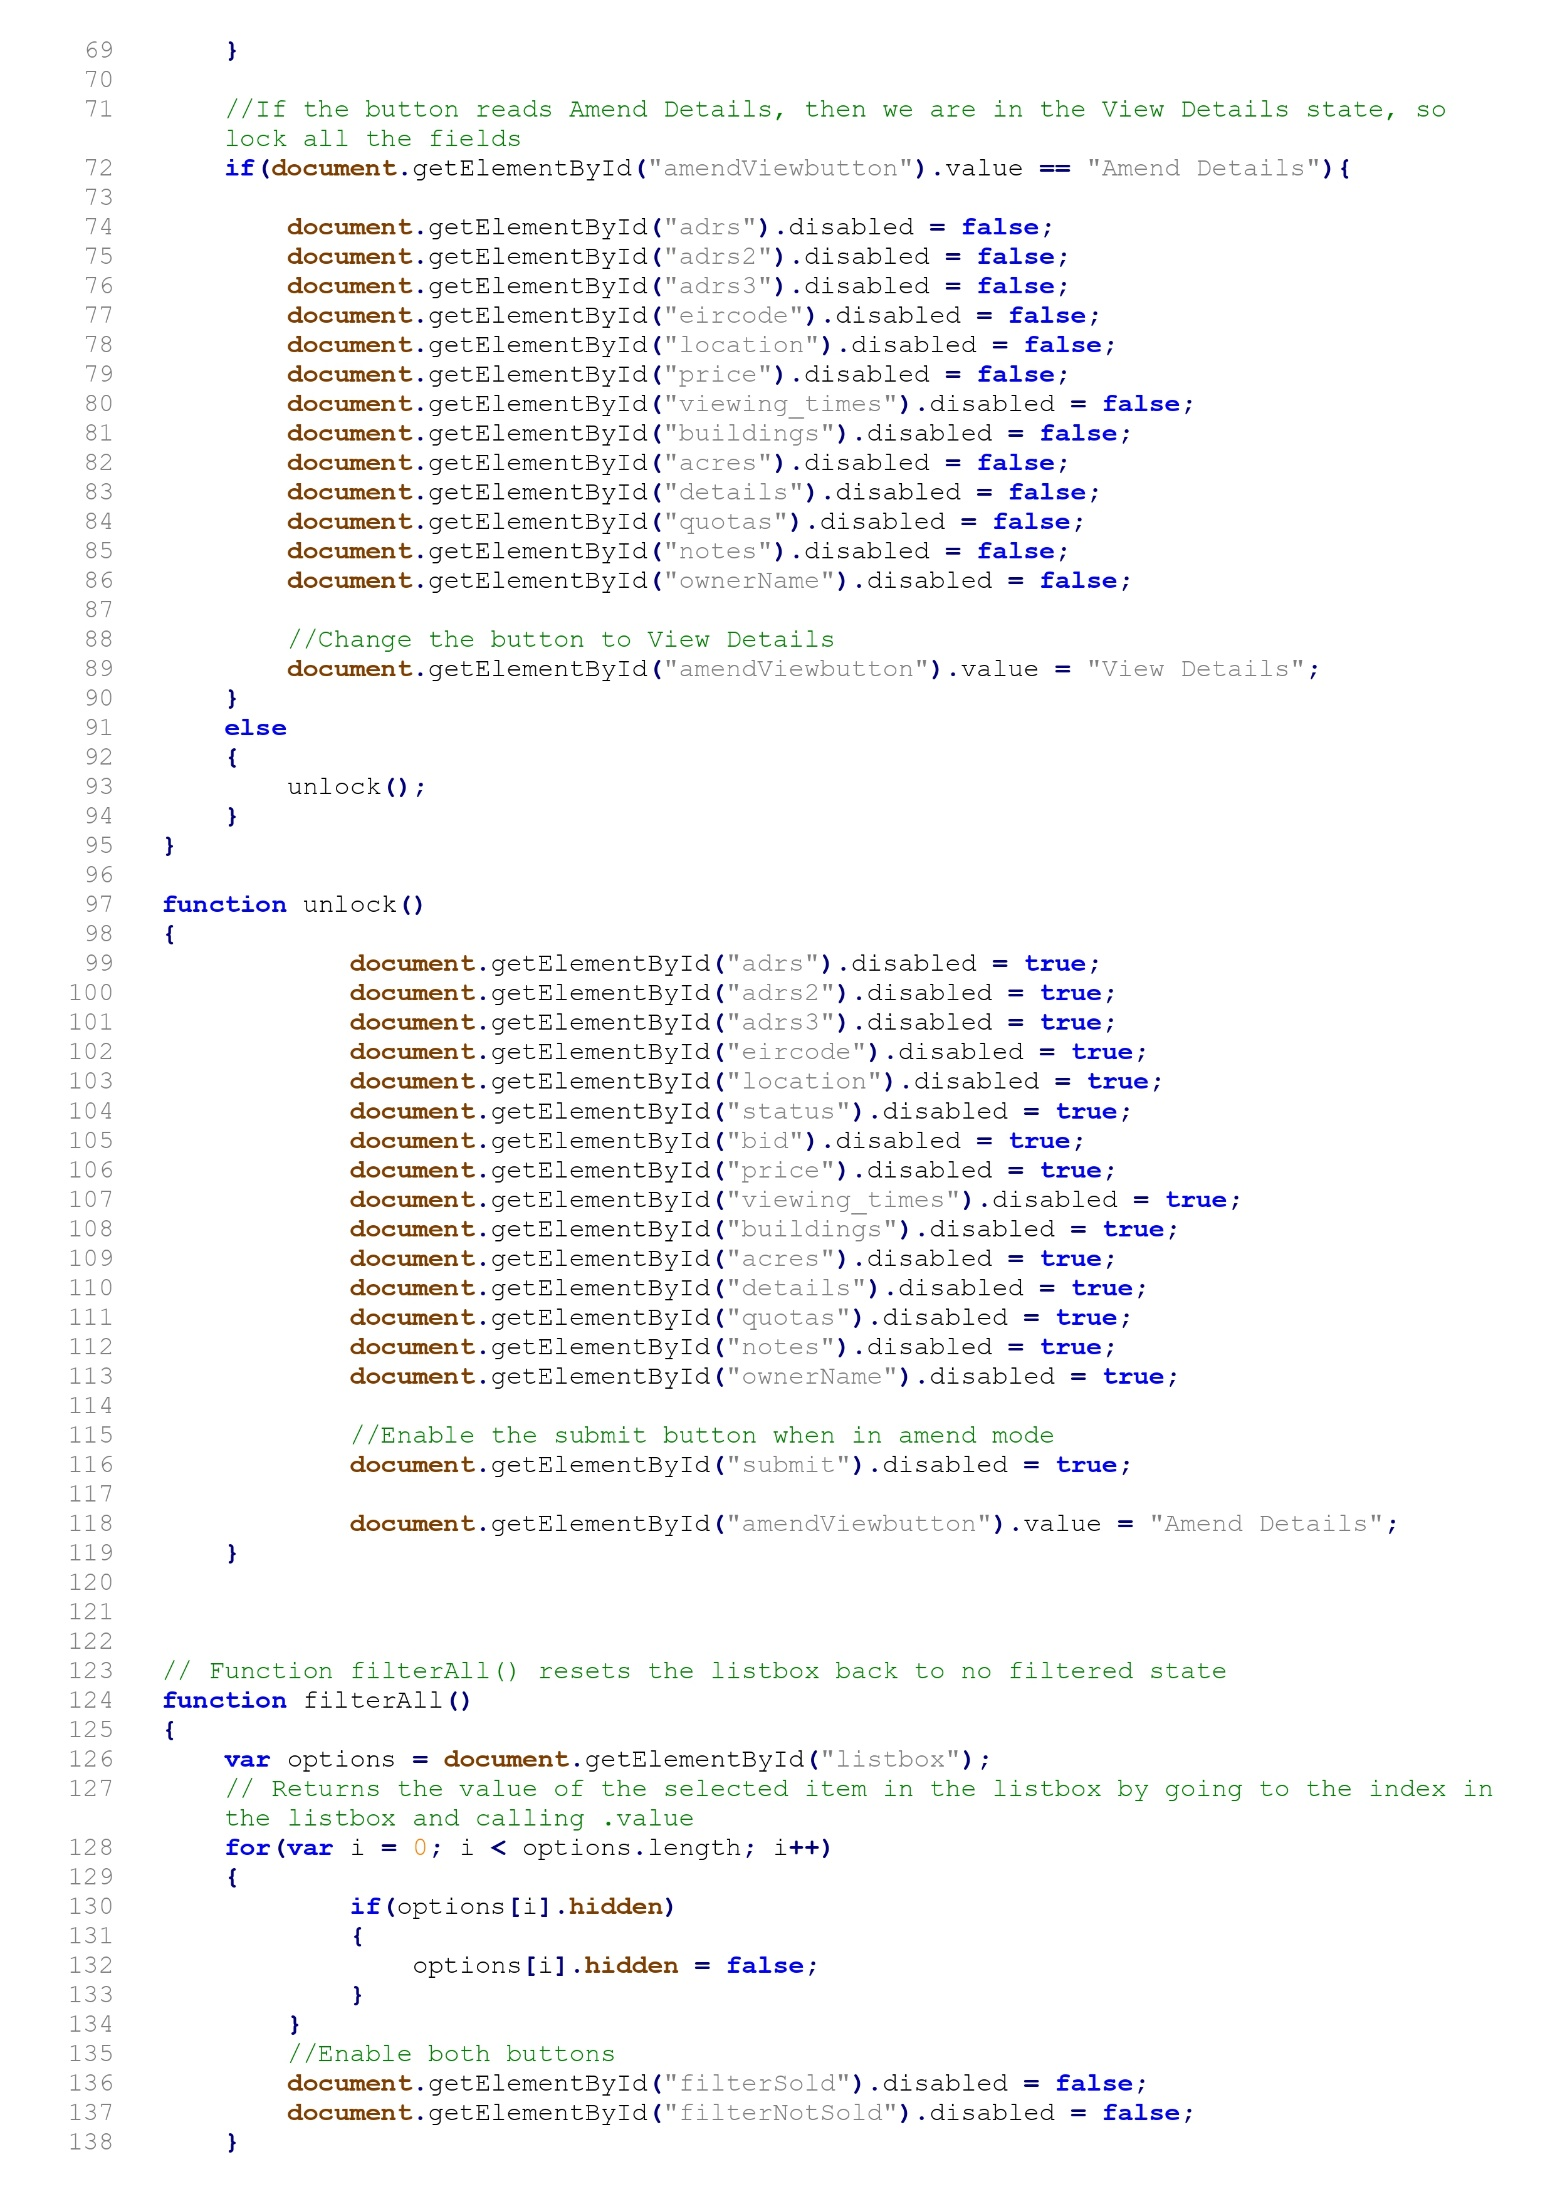 69 }
70
71 //If the button reads Amend Details, then we are in the View Details state, so
lock all the fields
72 if(document.getElementById("amendViewbutton").value == "Amend Details"){
73
74 document.getElementById("adrs").disabled = false;
75 document.getElementById("adrs2").disabled = false;
76 document.getElementById("adrs3").disabled = false;
77 document.getElementById("eircode").disabled = false;
78 document.getElementById("location").disabled = false;
79 document.getElementById("price").disabled = false;
80 document.getElementById("viewing_times").disabled = false;
81 document.getElementById("buildings").disabled = false;
82 document.getElementById("acres").disabled = false;
83 document.getElementById("details").disabled = false;
84 document.getElementById("quotas").disabled = false;
85 document.getElementById("notes").disabled = false;
86 document.getElementById("ownerName").disabled = false;
87
88 //Change the button to View Details
89 document.getElementById("amendViewbutton").value = "View Details";
90 }
91 else
92 {
93 unlock();
94 }
95 }
96
97 function unlock()
98 {
99 document.getElementById("adrs").disabled = true;
100 document.getElementById("adrs2").disabled = true;
101 document.getElementById("adrs3").disabled = true;
102 document.getElementById("eircode").disabled = true;
103 document.getElementById("location").disabled = true;
104 document.getElementById("status").disabled = true;
105 document.getElementById("bid").disabled = true;
106 document.getElementById("price").disabled = true;
107 document.getElementById("viewing_times").disabled = true;
108 document.getElementById("buildings").disabled = true;
109 document.getElementById("acres").disabled = true;
110 document.getElementById("details").disabled = true;
111 document.getElementById("quotas").disabled = true;
112 document.getElementById("notes").disabled = true;
113 document.getElementById("ownerName").disabled = true;
114
115 //Enable the submit button when in amend mode
116 document.getElementById("submit").disabled = true;
117
118 document.getElementById("amendViewbutton").value = "Amend Details";
119 }
120
121
122
123 // Function filterAll() resets the listbox back to no filtered state
124 function filterAll()
125 {
126 var options = document.getElementById("listbox");
127 // Returns the value of the selected item in the listbox by going to the index in
the listbox and calling .value
128 for(var i = 0; i < options.length; i++)
129 {
130 if(options[i].hidden)
131 {
132 options[i].hidden = false;
133 }
134 }
135 //Enable both buttons
136 document.getElementById("filterSold").disabled = false;
137 document.getElementById("filterNotSold").disabled = false;
138 }